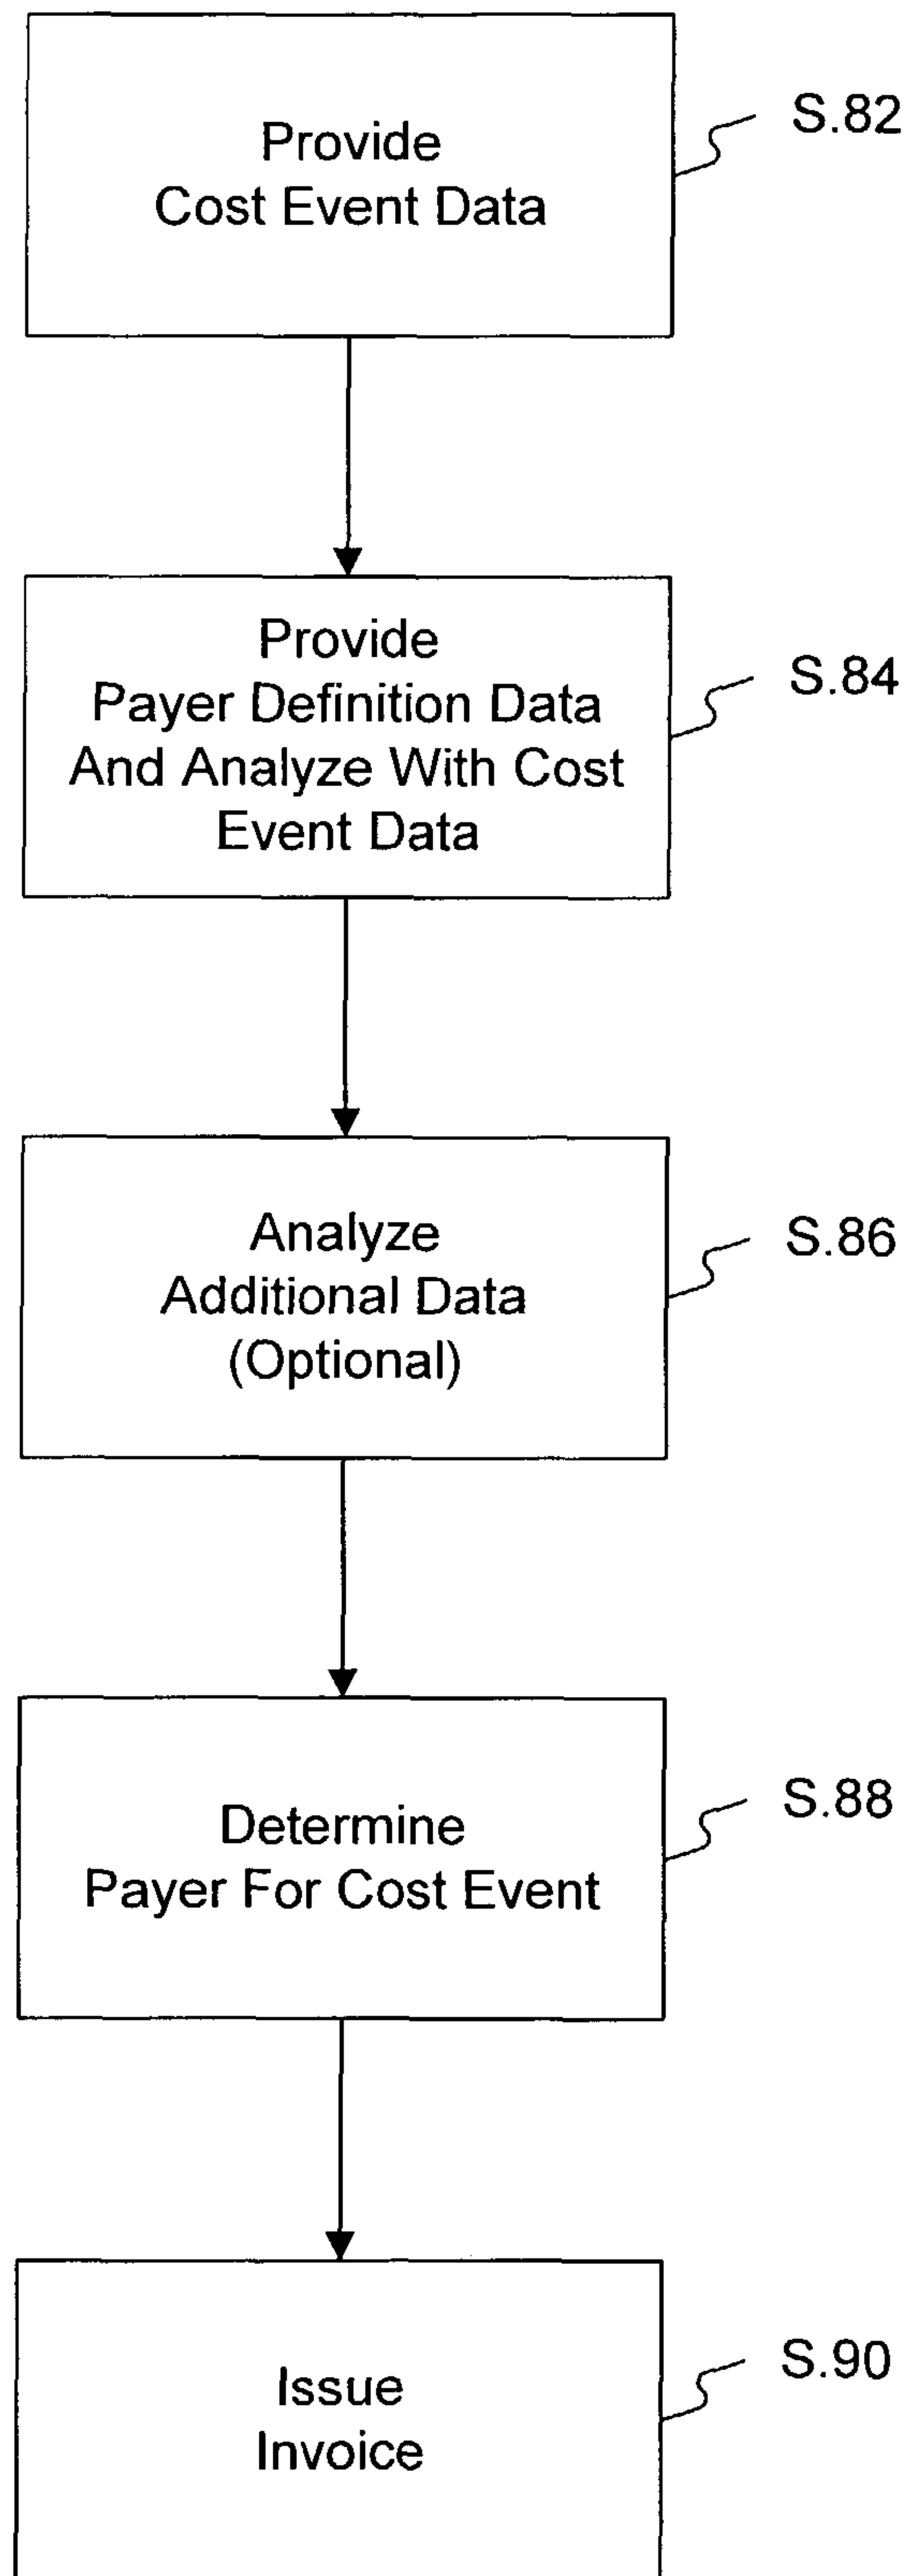 Provide
Cost Event Data
S.82
Provide
Payer Definition Data
And Analyze With Cost
Event Data
S.84
Analyze
Additional Data
(Optional)
S.86
Determine
Payer For Cost Event
S.88
Issue
Invoice
S.90